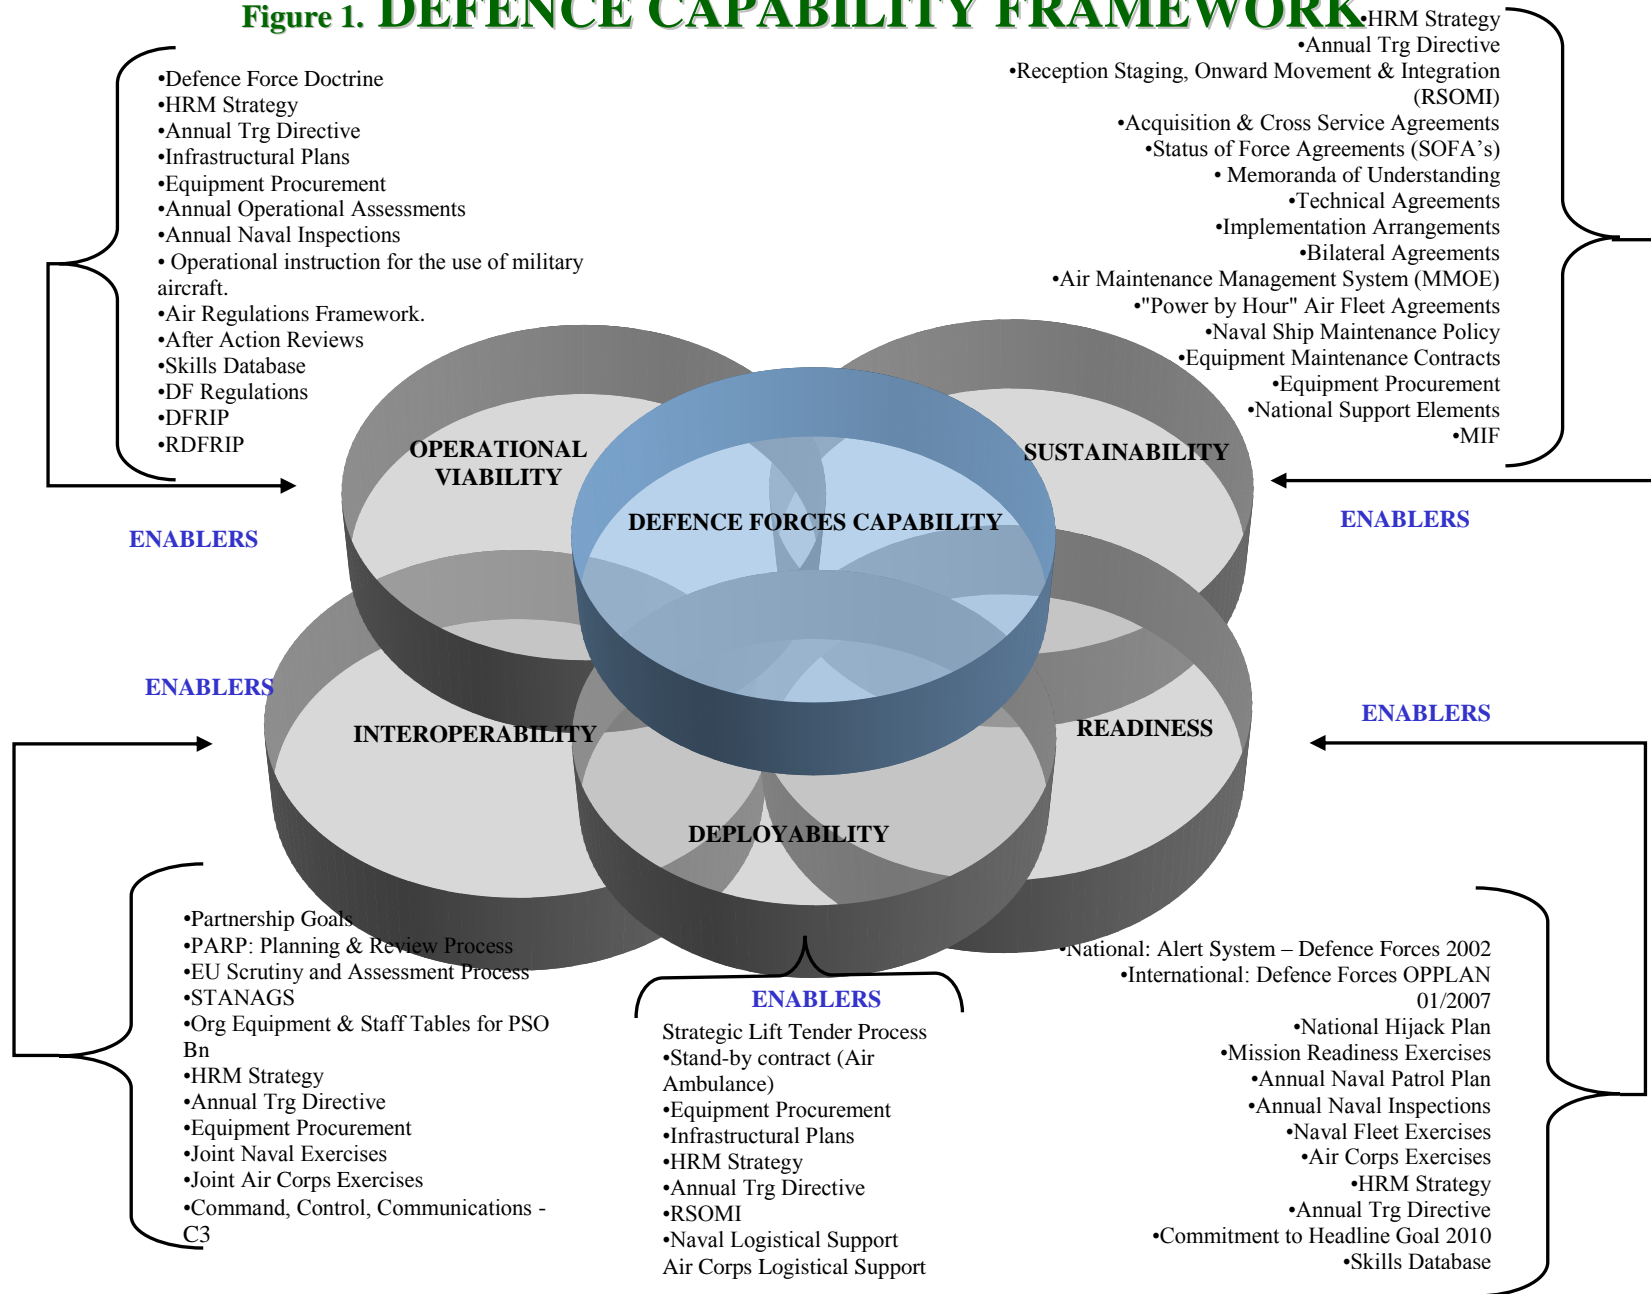 Figure 1. DEFENCE CAPABILITY FRAMEWORK
•Defence Force Doctrine
•HRM Strategy
•Annual Trg Directive
•Infrastructural Plans
•Equipment Procurement
•Annual Operational Assessments
•Annual Naval Inspections
• Operational instruction for the use of military
aircraft.
•Air Regulations Framework.
•After Action Reviews
•Skills Database
•DF Regulations
•DFRIP
•RDFRIP
ENABLERS
•HRM Strategy
•Annual Trg Directive
•Reception Staging, Onward Movement & Integration
(RSOMI)
•Acquisition & Cross Service Agreements
•Status of Force Agreements (SOFA’s)
• Memoranda of Understanding
•Technical Agreements
•Implementation Arrangements
•Bilateral Agreements
•Air Maintenance Management System (MMOE)
•"Power by Hour" Air Fleet Agreements
•Naval Ship Maintenance Policy
•Equipment Maintenance Contracts
•Equipment Procurement
•National Support Elements
•MIF
ENABLERS
OPERATIONAL
VIABILITY
SUSTAINABILITY
DEFENCE FORCES CAPABILITY
INTEROPERABILITY
READINESS
DEPLOYABILITY
ENABLERS
•Partnership Goals
•PARP: Planning & Review Process
•EU Scrutiny and Assessment Process
•STANAGS
•Org Equipment & Staff Tables for PSO
Bn
•HRM Strategy
•Annual Trg Directive
•Equipment Procurement
•Joint Naval Exercises
•Joint Air Corps Exercises
•Command, Control, Communications -
C3
ENABLERS
Strategic Lift Tender Process
•Stand-by contract (Air
Ambulance)
•Equipment Procurement
•Infrastructural Plans
•HRM Strategy
•Annual Trg Directive
•RSOMI
•Naval Logistical Support
Air Corps Logistical Support
ENABLERS
•National: Alert System – Defence Forces 2002
•International: Defence Forces OPPLAN
01/2007
•National Hijack Plan
•Mission Readiness Exercises
•Annual Naval Patrol Plan
•Annual Naval Inspections
•Naval Fleet Exercises
•Air Corps Exercises
•HRM Strategy
•Annual Trg Directive
•Commitment to Headline Goal 2010
•Skills Database